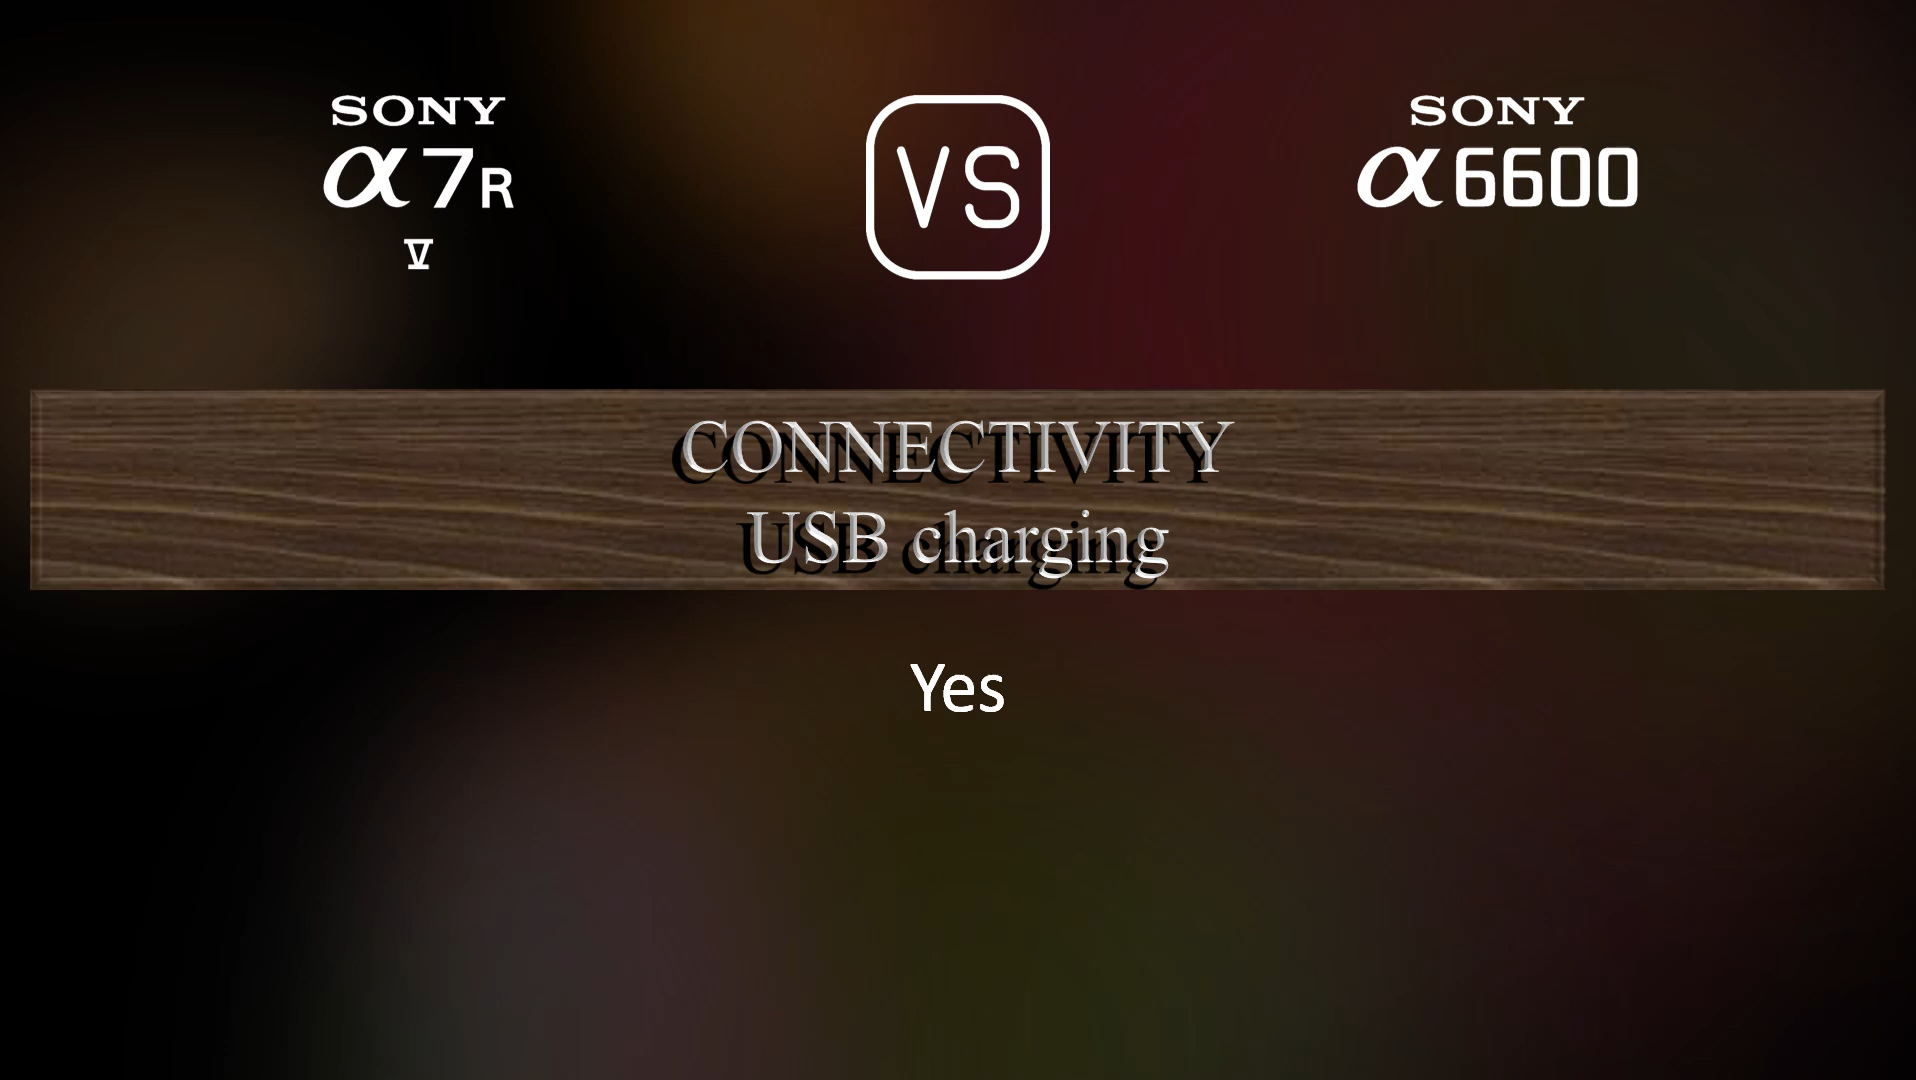 SONY
α7R
V
VS
SONY
α6600
CONNECTIVITY
USB charging
Yes